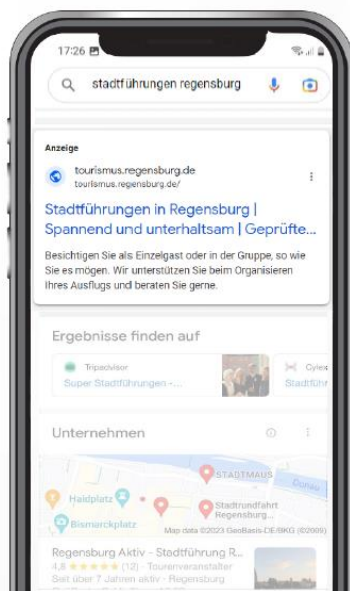 17:26
stadtführungen regensburg
Anzeige
tourismus.regensburg.de
tourismus.regensburg.de/
Stadtführungen in Regensburg |
Spannend und unterhaltsam | Geprüfte...
Besichtigen Sie als Einzelgast oder in der Gruppe, so wie
Sie es mögen. Wir unterstützen Sie beim Organisieren
Ihres Ausflugs und beraten Sie gerne.
Ergebnisse finden auf
Tripadvisor
Super Stadtführungen -...
Cylex
Stadtführ
Unternehmen
STADTMAUS
Donau
Haidplatz
Stadtrundfahrt
Regensburg...
Bismarckplatz
Map data ©2023 GeoBasis-DE/BKG (©2009)
Regensburg Aktiv - Stadtführung R...
4,8 ★★★★★ (12) · Tourenveranstalter
Seit über 7 Jahren aktiv · Regensburg